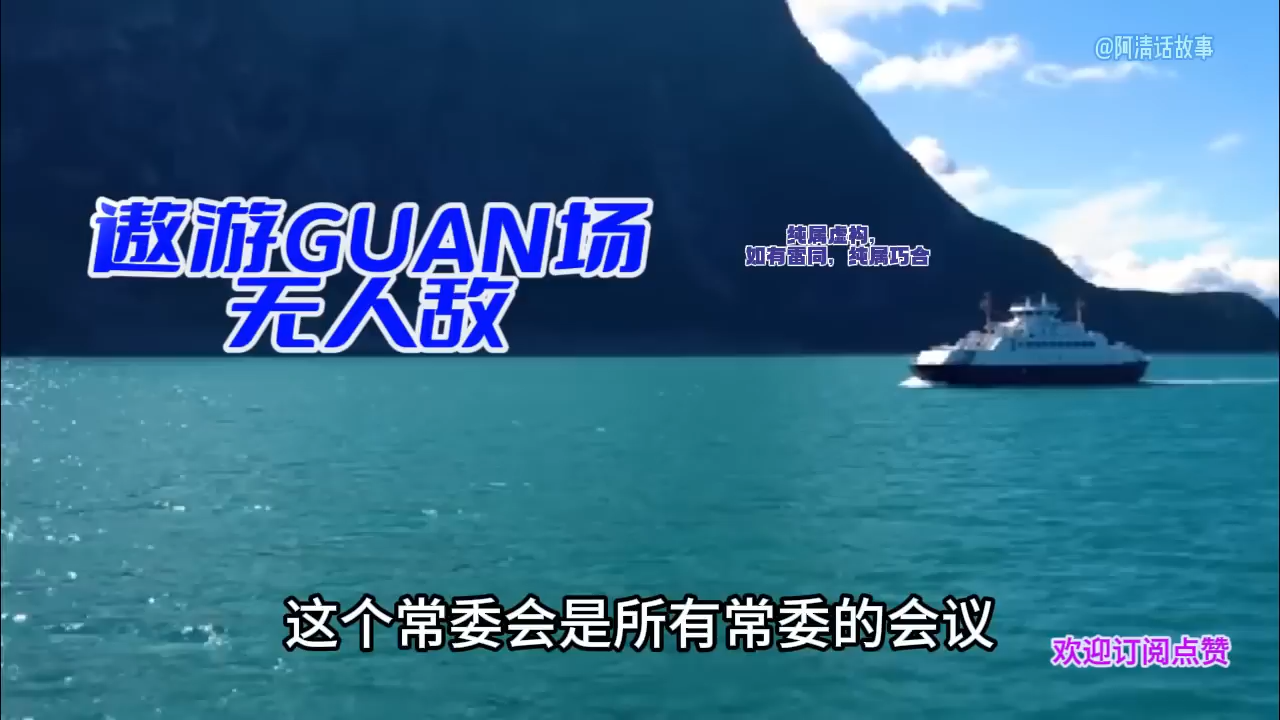 @阿清话故事
遨游GUAN场
无人敌
纯属虚构,
如有雷同，纯属巧合
这个常委会是所有常委的会议
欢迎订阅点赞